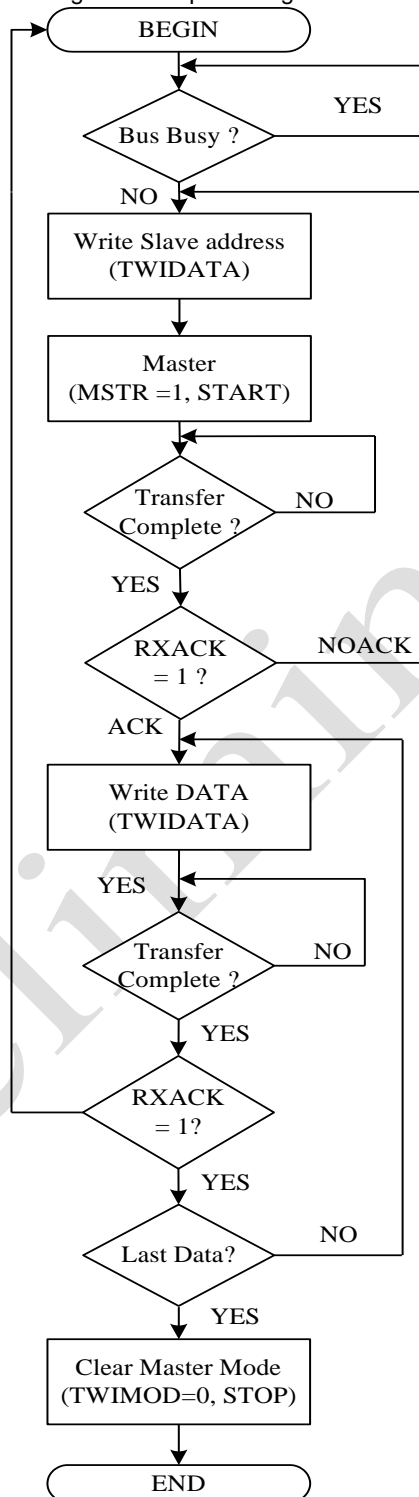 BEGIN
YES
Bus Busy ?
NO
Write Slave address
(TWIDATA)
Master
(MSTR =1, START)
Transfer
Complete ?
NO
YES
RXACK
= 1 ?
NOACK
ACK
Write DATA
(TWIDATA)
YES
Transfer
Complete ?
NO
YES
RXACK
= 1?
YES
Last Data?
NO
YES
Clear Master Mode
(TWIMOD=0, STOP)
END